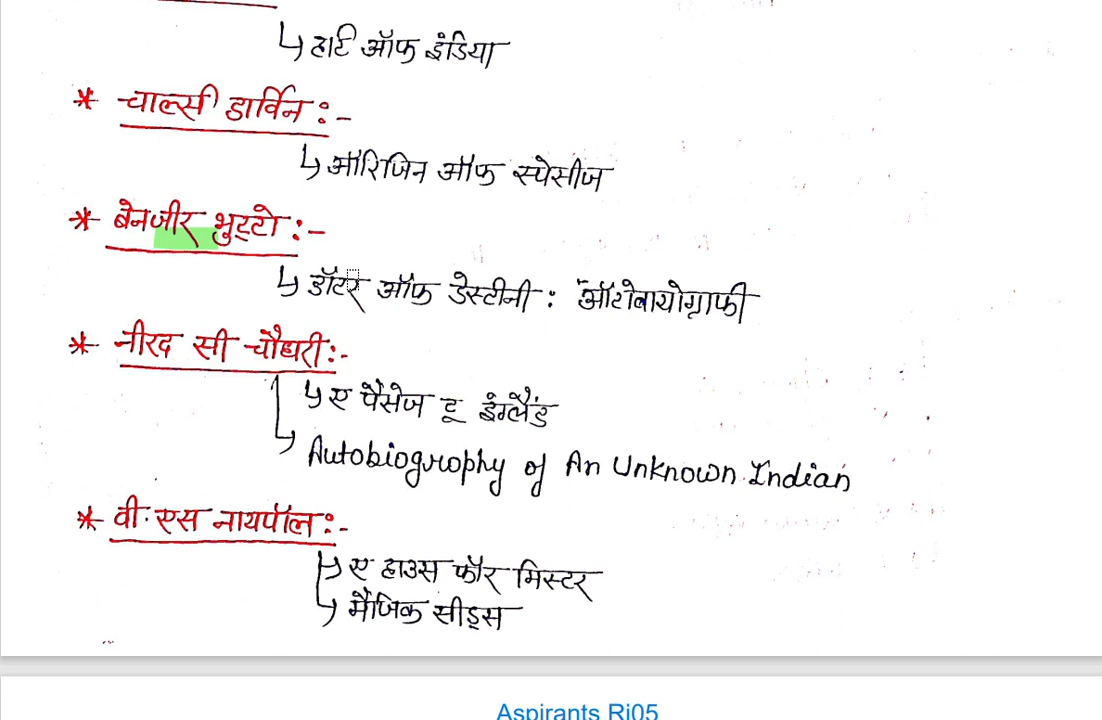 ↳ हार्ट ऑफ इंडिया
* चार्ल्स डार्विन :-
↳ ऑरिजिन ऑफ स्पेसीज
* बेनजीर भुट्टो :-
↳ डॉटर ऑफ डेस्टीनी : ऑटोबायोग्राफी
* नीरद सी चौधरी :-
↳ ए पैसेज टू इंग्लैंड
↳ Autobiography of An Unknown Indian
* वी. एस नायपॉल :-
↳ ए हाउस फॉर मिस्टर
↳ मैजिक सीड्स
Aspirants Ri05